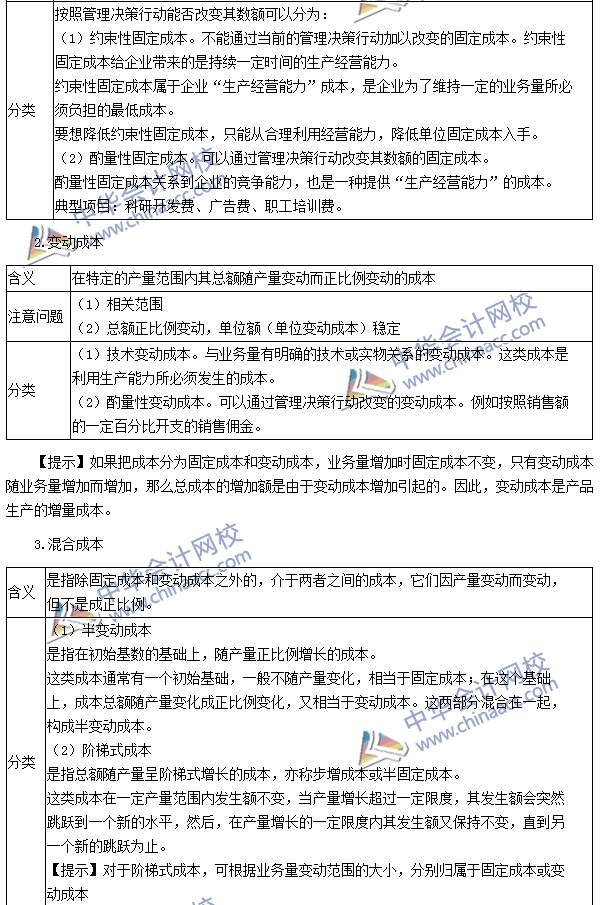 按照管理决策行动能否改变其数额可以分为：
（1）约束性固定成本。不能通过当前的管理决策行动加以改变的固定成本。约束性
固定成本给企业带来的是持续一定时间的生产经营能力。
约束性固定成本属于企业“生产经营能力”成本，是企业为了维持一定的业务量所必
须负担的最低成本。
分类
要想降低约束性固定成本，只能从合理利用经营能力，降低单位固定成本入手。
（2）酌量性固定成本。可以通过管理决策行动改变其数额的固定成本。
酌量性固定成本关系到企业的竞争能力，也是一种提供“生产经营能力”的成本。
典型项目：科研开发费、广告费、职工培训费。
中华会计网校
www.chinaacc.com
2.变动成本
含义
在特定的产量范围内其总额随产量变动而正比例变动的成本
注意问题
（1）相关范围
（2）总额正比例变动，单位额（单位变动成本）稳定
中华会计网校
www.chinaacc.com
分类
（1）技术变动成本。与业务量有明确的技术或实物关系的变动成本。这类成本是
利用生产能力所必须发生的成本。
（2）酌量性变动成本。可以通过管理决策行动改变的变动成本。例如按照销售额
的一定百分比开支的销售佣金。
【提示】如果把成本分为固定成本和变动成本，业务量增加时固定成本不变，只有变动成本
随业务量增加而增加，那么总成本的增加额是由于变动成本增加引起的。因此，变动成本是产品
生产的增量成本。
3.混合成本
中华会计网校
www.chinaacc.com
含义
是指除固定成本和变动成本之外的，介于两者之间的成本，它们因产量变动而变动，
但不是成正比例。
（1）半变动成本
是指在初始基数的基础上，随产量正比例增长的成本。
这类成本通常有一个初始基础，一般不随产量变化，相当于固定成本；在这个基础
上，成本总额随产量变化成正比例变化，又相当于变动成本。这两部分混合在一起，
构成半变动成本。
中华会计网校
www.chinaacc.com
（2）阶梯式成本
分类
是指总额随产量呈阶梯式增长的成本，亦称步增成本或半固定成本。
这类成本在一定产量范围内发生额不变，当产量增长超过一定限度，其发生额会突然
跳跃到一个新的水平，然后，在产量增长的一定限度内其发生额又保持不变，直到另
一个新的跳跃为止。
【提示】对于阶梯式成本，可根据业务量变动范围的大小，分别归属于固定成本或变
动成本